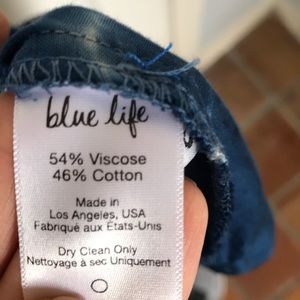 blue life
54% Viscose
46% Cotton
Made in
Los Angeles, USA
Fabriqué aux États-Unis
Dry Clean Only
Nettoyage à sec Uniquement